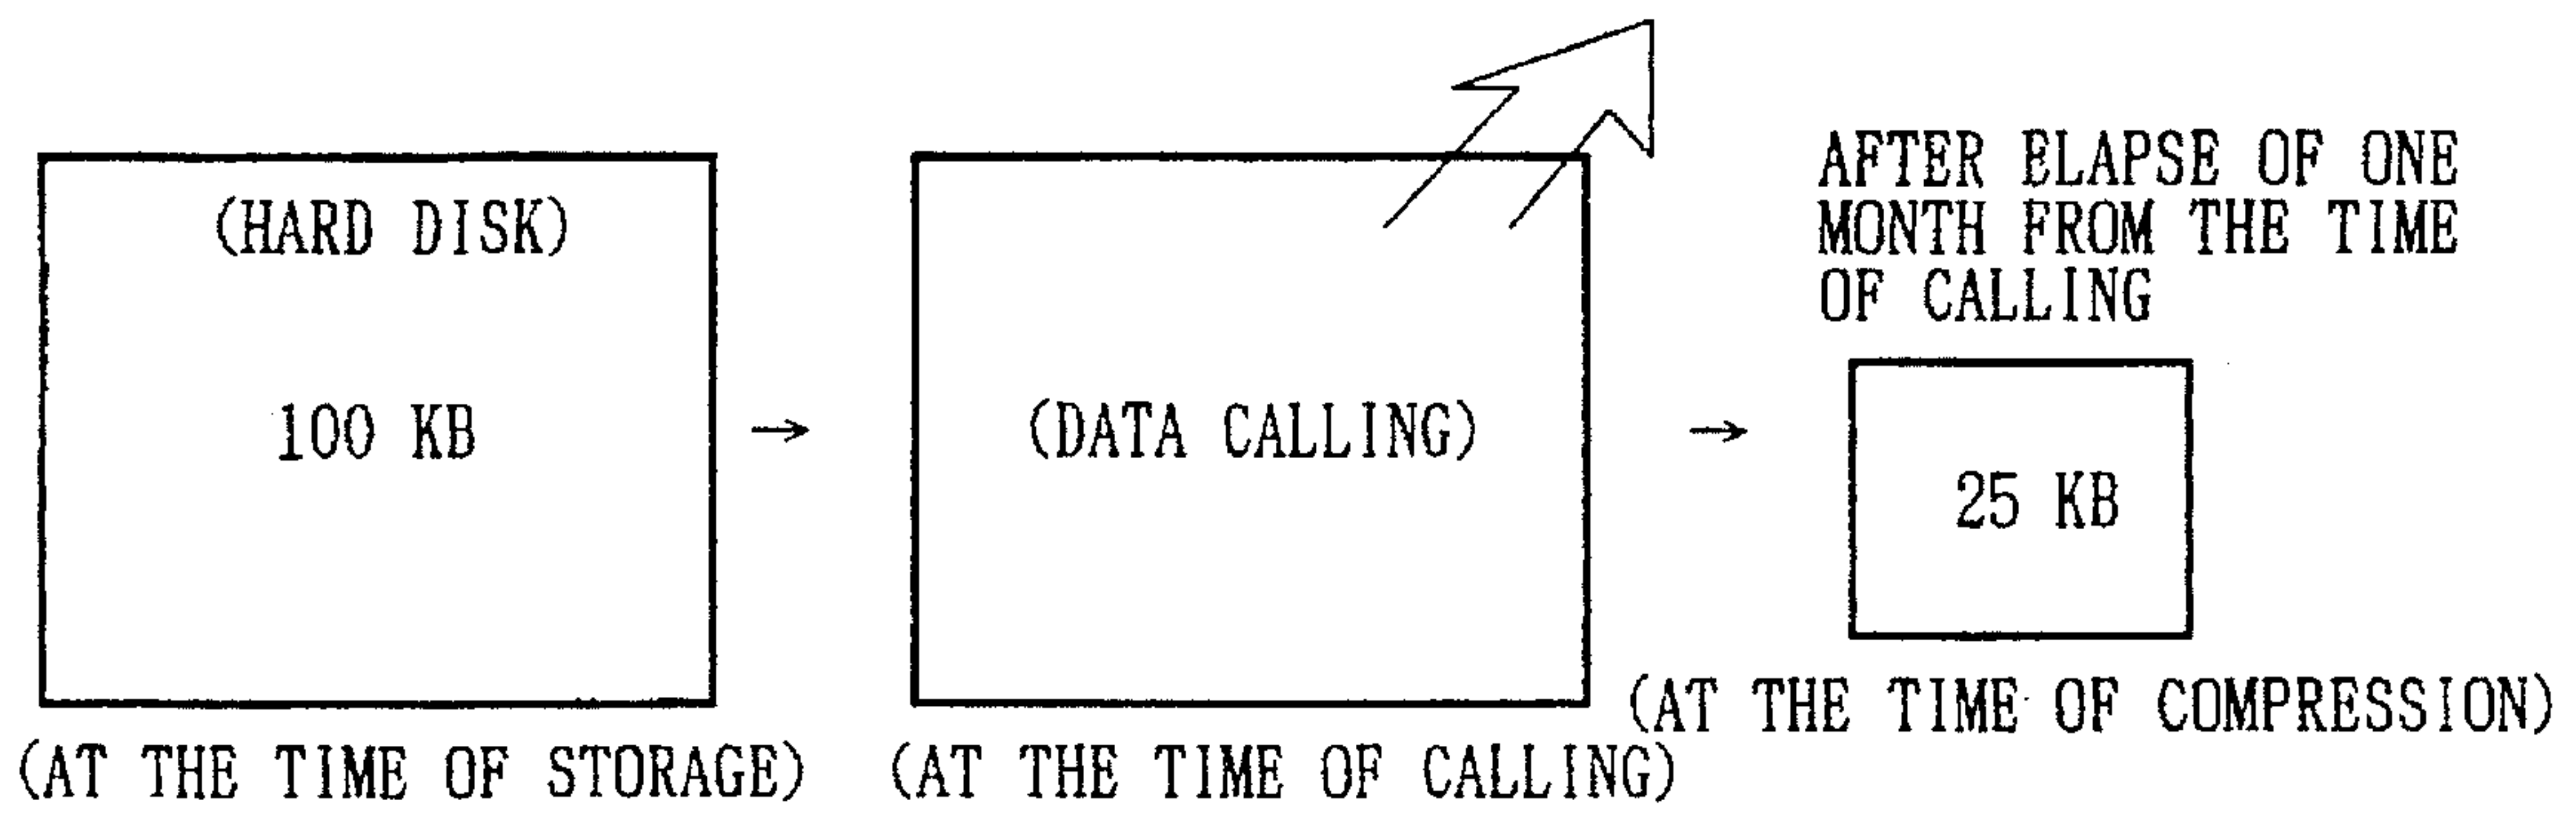 (HARD DISK)
100 KB
(AT THE TIME OF STORAGE)
→
(DATA CALLING)
(AT THE TIME OF CALLING)
→
AFTER ELAPSE OF ONE
MONTH FROM THE TIME
OF CALLING
25 KB
(AT THE TIME OF COMPRESSION)